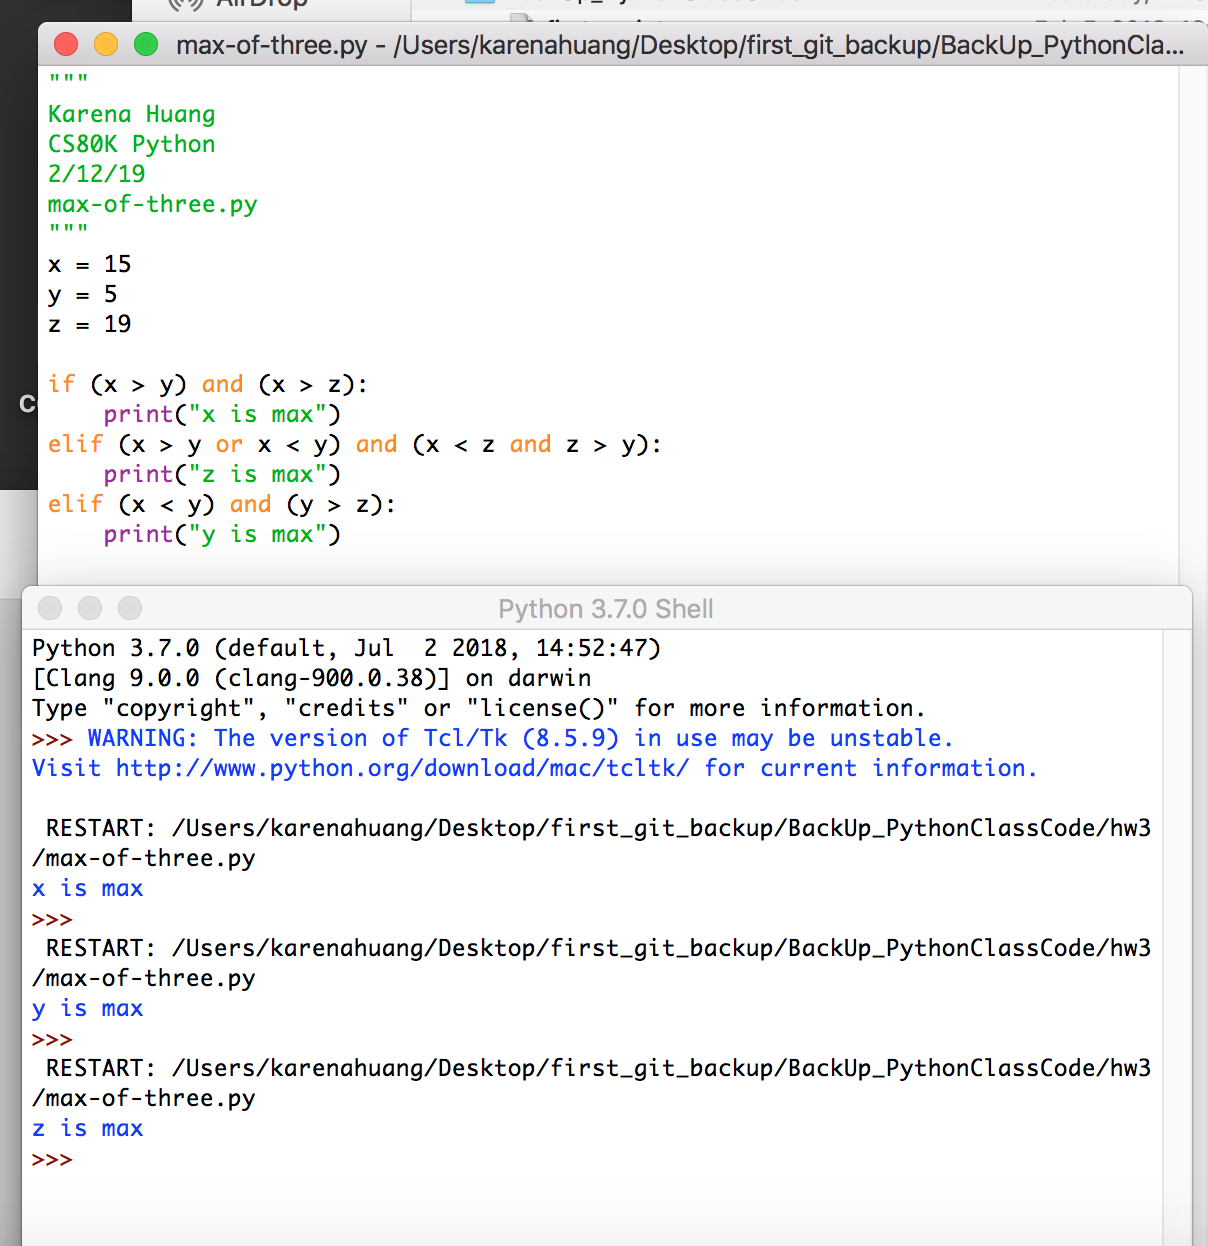 AirDrop
max-of-three.py - /Users/karenahuang/Desktop/first_git_backup/BackUp_PythonCla...
"""
Karena Huang
CS80K Python
2/12/19
max-of-three.py
"""
x = 15
y = 5
z = 19
if (x > y) and (x > z):
    print("x is max")
elif (x > y or x < y) and (x < z and z > y):
    print("z is max")
elif (x < y) and (y > z):
    print("y is max")
Python 3.7.0 Shell
Python 3.7.0 (default, Jul  2 2018, 14:52:47)
[Clang 9.0.0 (clang-900.0.38)] on darwin
Type "copyright", "credits" or "license()" for more information.
>>> WARNING: The version of Tcl/Tk (8.5.9) in use may be unstable.
Visit http://www.python.org/download/mac/tcltk/ for current information.
 RESTART: /Users/karenahuang/Desktop/first_git_backup/BackUp_PythonClassCode/hw3
/max-of-three.py
x is max
>>>
 RESTART: /Users/karenahuang/Desktop/first_git_backup/BackUp_PythonClassCode/hw3
/max-of-three.py
y is max
>>>
 RESTART: /Users/karenahuang/Desktop/first_git_backup/BackUp_PythonClassCode/hw3
/max-of-three.py
z is max
>>>